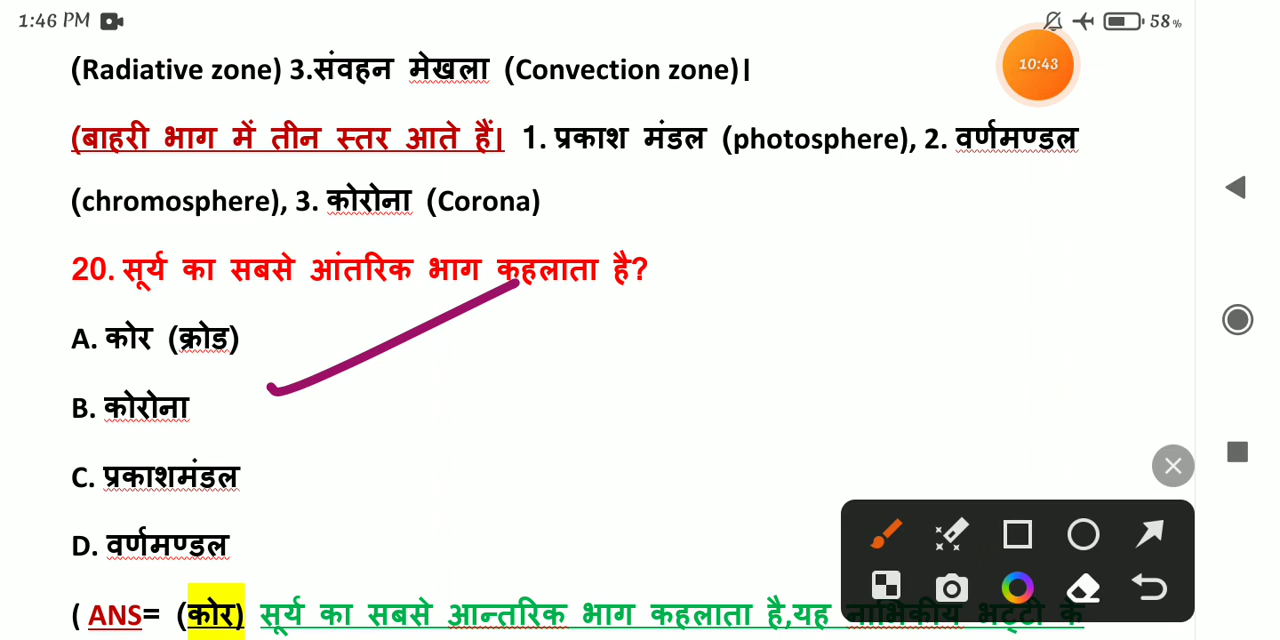 1:46 PM 58%
10:43
(Radiative zone) 3.संवहन मेखला (Convection zone)।
(बाहरी भाग में तीन स्तर आते हैं। 1. प्रकाश मंडल (photosphere), 2. वर्णमण्डल
(chromosphere), 3. कोरोना (Corona)
20. सूर्य का सबसे आंतरिक भाग कहलाता है?
A. कोर (क्रोड)
B. कोरोना
C. प्रकाशमंडल
D. वर्णमण्डल
( ANS= (कोर) सूर्य का सबसे आन्तरिक भाग कहलाता है,यह नाभिकीय भट्टी के